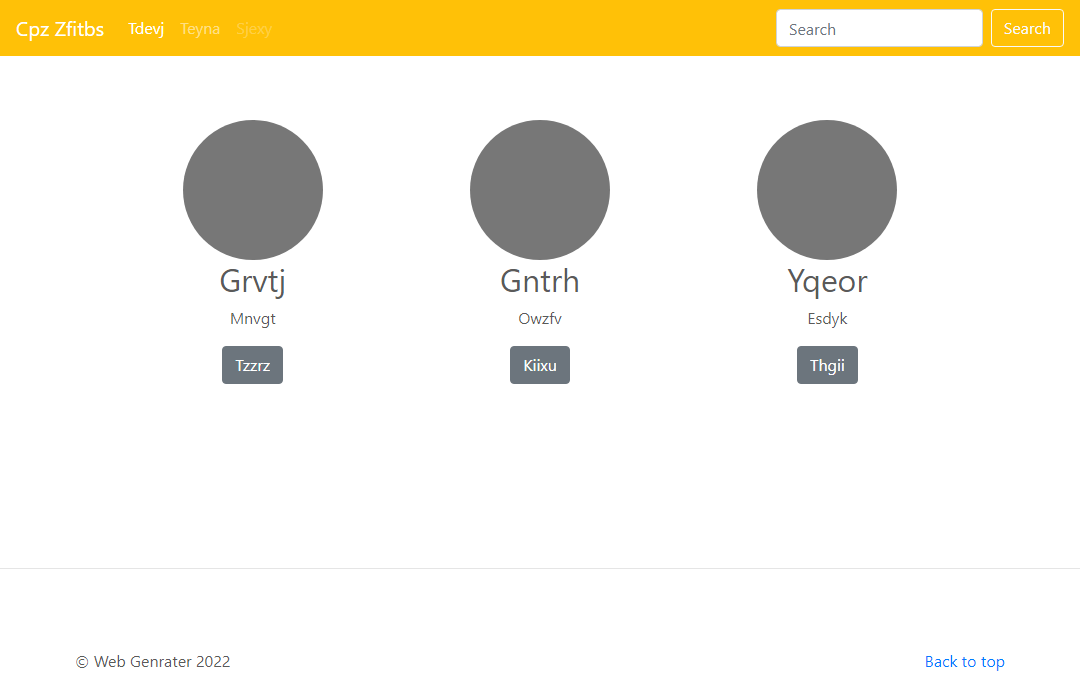 Cpz Zfitbs Tdevj Teyna Sjexy Search Search
Grvtj Gntrh Yqeor
Mnvgt Owzfv Esdyk
Tzzrz Kiixu Thgii
© Web Genrater 2022 Back to top